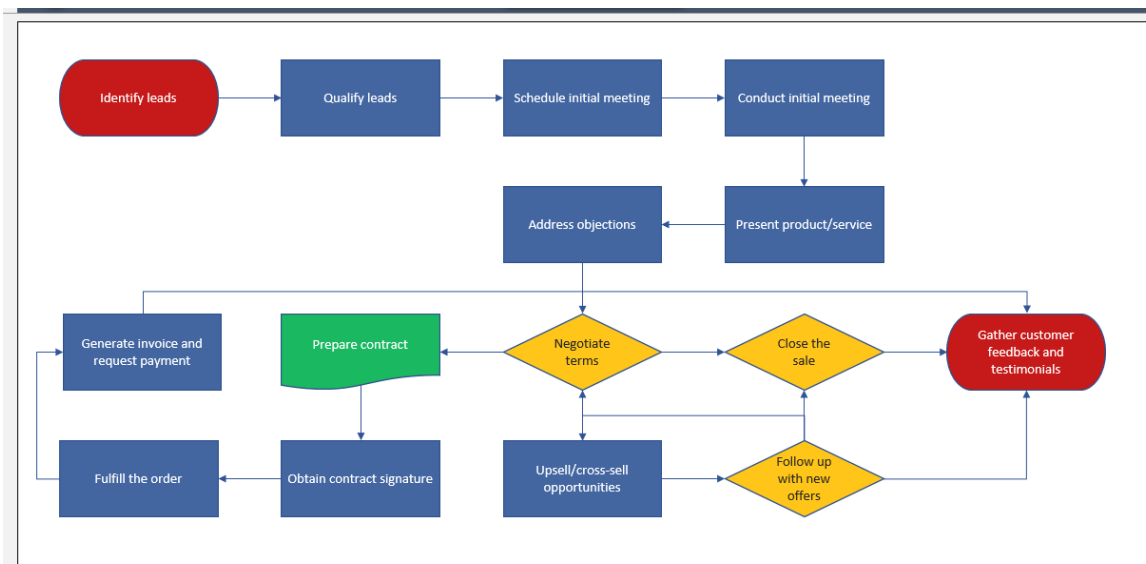 Identify leads
Qualify leads
Schedule initial meeting
Conduct initial meeting
Address objections
Present product/service
Generate invoice and
request payment
Prepare contract
Negotiate
terms
Close the
sale
Gather customer
feedback and
testimonials
Fulfill the order
Obtain contract signature
Upsell/cross-sell
opportunities
Follow up
with new
offers